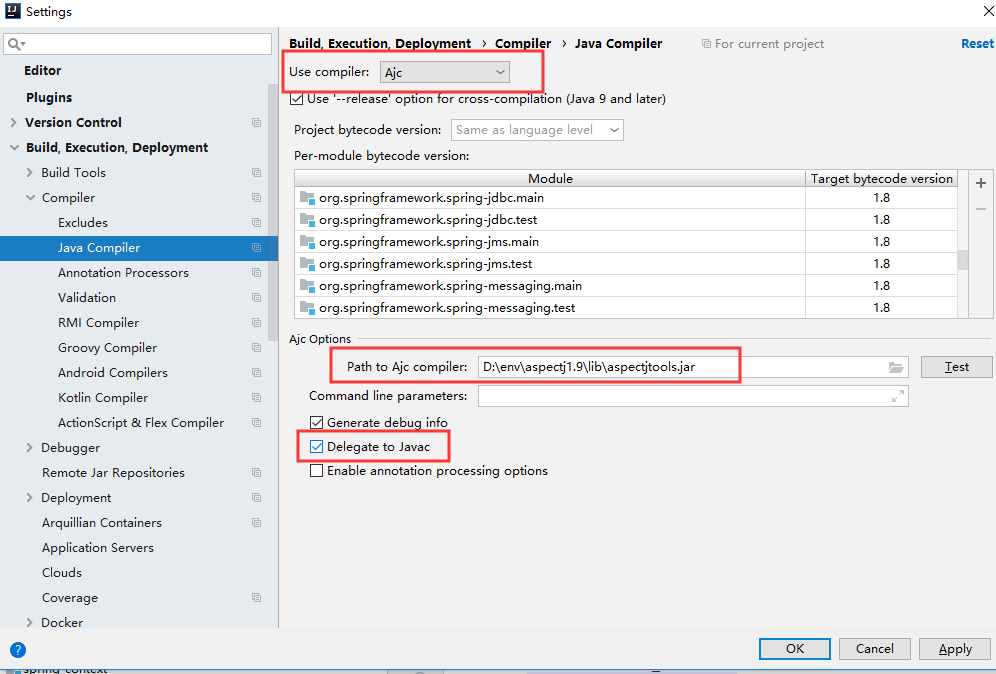 Settings
Build, Execution, Deployment › Compiler › Java Compiler
For current project
Reset
Editor
Plugins
Version Control
Build, Execution, Deployment
Build Tools
Compiler
Excludes
Java Compiler
Annotation Processors
Validation
RMI Compiler
Groovy Compiler
Android Compilers
Kotlin Compiler
ActionScript & Flex Compiler
Debugger
Remote Jar Repositories
Deployment
Arquillian Containers
Application Servers
Clouds
Coverage
Docker
Use compiler: Ajc
Use '--release' option for cross-compilation (Java 9 and later)
Project bytecode version: Same as language level
Per-module bytecode version:
Module Target bytecode version
org.springframework.spring-jdbc.main 1.8
org.springframework.spring-jdbc.test 1.8
org.springframework.spring-jms.main 1.8
org.springframework.spring-jms.test 1.8
org.springframework.spring-messaging.main 1.8
org.springframework.spring-messaging.test 1.8
Ajc Options
Path to Ajc compiler: D:\env\aspectj1.9\lib\aspectjtools.jar Test
Command line parameters:
Generate debug info
Delegate to Javac
Enable annotation processing options
? OK Cancel Apply
spring-context